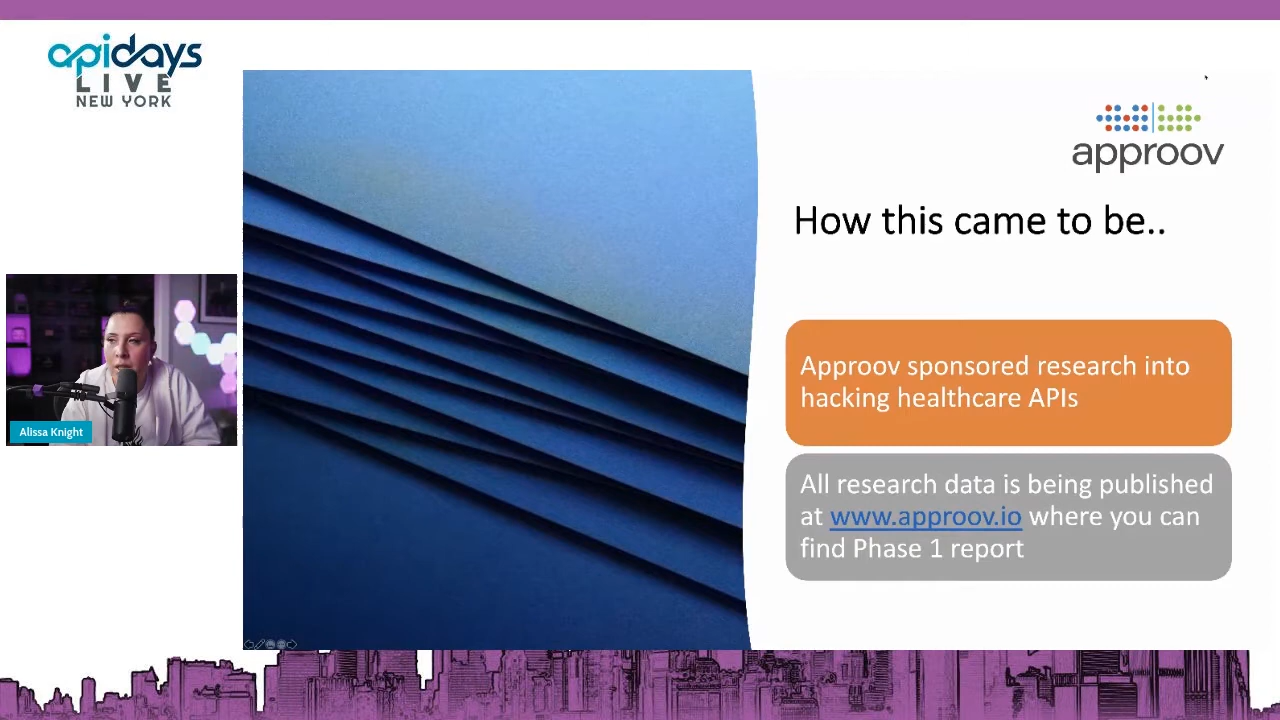 apidays
LIVE
NEW YORK
approov
How this came to be..
Approov sponsored research into
hacking healthcare APIs
All research data is being published
at www.approov.io where you can
find Phase 1 report
Alissa Knight